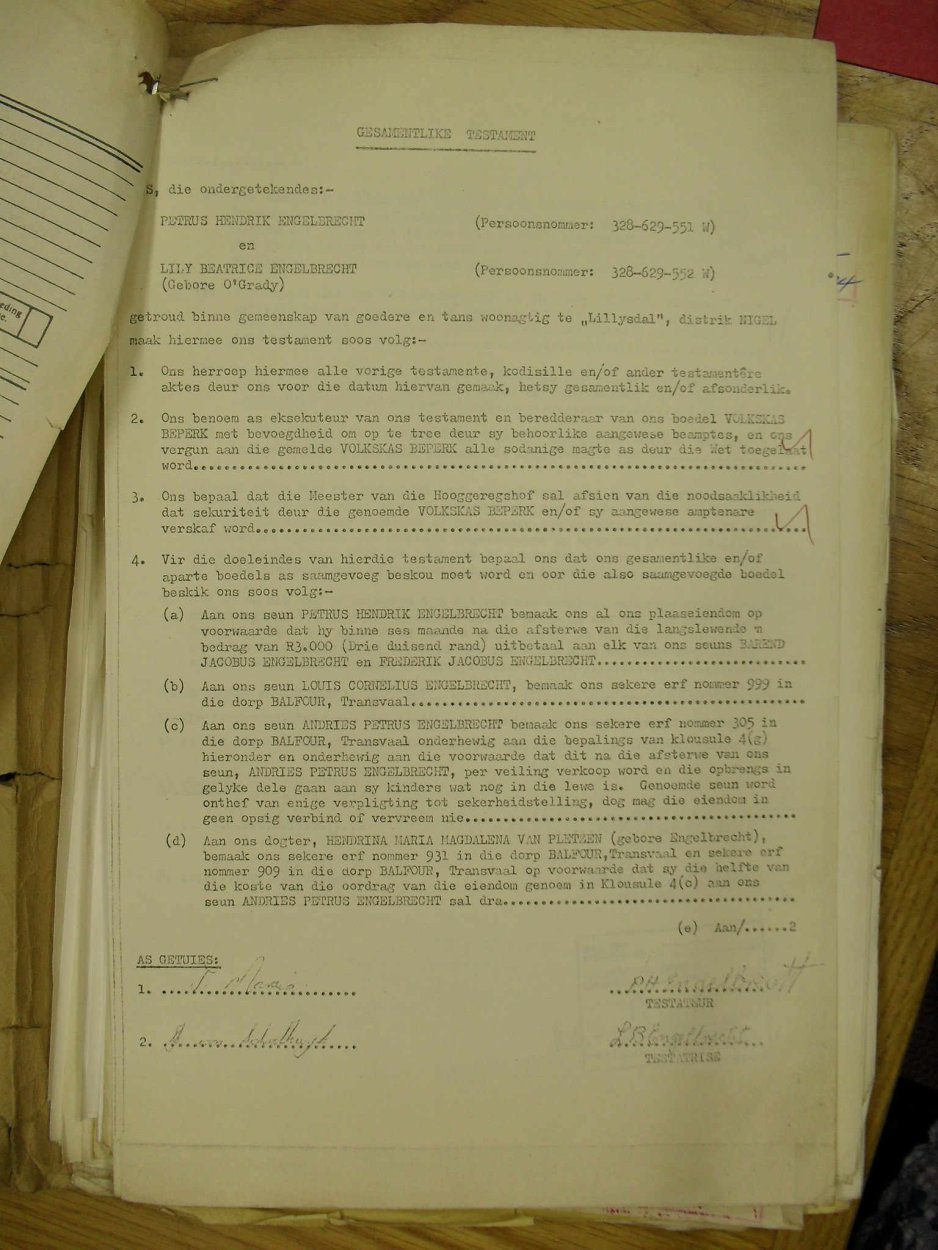 GESAMENTLIKE TESTAMENT
S, die ondergetekendes:-
PETRUS HENDRIK ENGELBRECHT (Persoonsnommer: 328-629-551 W)
en
LILY BEATRICE ENGELBRECHT (Persoonsnommer: 328-629-552 W)
(Gebore O'Grady)
getroud binne gemeenskap van goedere en tans woonagtig te „Lillysdal", distrik NIGEL
maak hiermee ons testament soos volg:-
1. Ons herroep hiermee alle vorige testamente, kodisille en/of ander testamentêre
aktes deur ons voor die datum hiervan gemaak, hetsy gesamentlik en/of afsonderlik.
2. Ons benoem as eksekuteur van ons testament en beredderaar van ons boedel VOLKSKAS
BEPERK met bevoegdheid om op te tree deur sy behoorlike aangewese beamptes, en ons
vergun aan die gemelde VOLKSKAS BEPERK alle sodanige magte as deur die Wet toegelaat
word..........
3. Ons bepaal dat die Meester van die Hooggeregshof sal afsien van die noodsaaklikheid
dat sekuriteit deur die genoemde VOLKSKAS BEPERK en/of sy aangewese amptenare
verskaf word..........
4. Vir die doeleindes van hierdie testament bepaal ons dat ons gesamentlike en/of
aparte boedels as saamgevoeg beskou moet word en oor die also saamgevoegde boedel
beskik ons soos volg:-
(a) Aan ons seun PETRUS HENDRIK ENGELBRECHT bemaak ons al ons plaaseiendom op
voorwaarde dat hy binne ses maande na die afsterwe van die langslewende 'n
bedrag van R3.000 (Drie duisend rand) uitbetaal aan elk van ons seuns BAREND
JACOBUS ENGELBRECHT en FREDERIK JACOBUS ENGELBRECHT..........
(b) Aan ons seun LOUIS CORNELIUS ENGELBRECHT, bemaak ons sekere erf nommer 999 in
die dorp BALFOUR, Transvaal..........
(c) Aan ons seun ANDRIES PETRUS ENGELBRECHT bemaak ons sekere erf nommer 305 in
die dorp BALFOUR, Transvaal onderhewig aan die bepalings van klousule 4(g)
hieronder en onderhewig aan die voorwaarde dat dit na die afsterwe van ons
seun, ANDRIES PETRUS ENGELBRECHT, per veiling verkoop word en die opbrengs in
gelyke dele gaan aan sy kinders wat nog in die lewe is. Genoemde seun word
onthef van enige verpligting tot sekerheidstelling, dog mag die eiendom in
geen opsig verbind of vervreem nie..........
(d) Aan ons dogter, HENDRINA MARIA MAGDALENA VAN PLETZEN (gebore Engelbrecht),
bemaak ons sekere erf nommer 931 in die dorp BALFOUR,Transvaal en sekere erf
nommer 909 in die dorp BALFOUR, Transvaal op voorwaarde dat sy die helfte van
die koste van die oordrag van die eiendom genoem in Klousule 4(c) aan ons
seun ANDRIES PETRUS ENGELBRECHT sal dra..........
(e) Aan/......2
AS GETUIES:
1.
PH Engelbrecht
TESTATEUR
2.
L B Engelbrecht
TESTATRISE